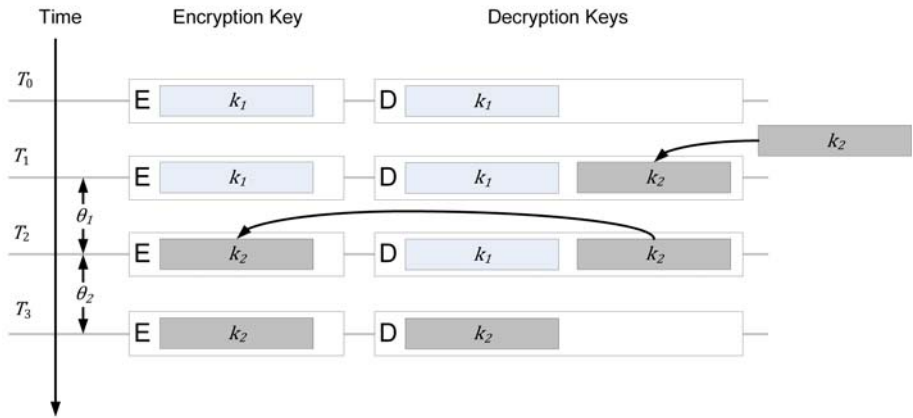 Time Encryption Key Decryption Keys
T0 E k1 D k1
k2
T1 E k1 D k1 k2
θ1
T2 E k2 D k1 k2
θ2
T3 E k2 D k2